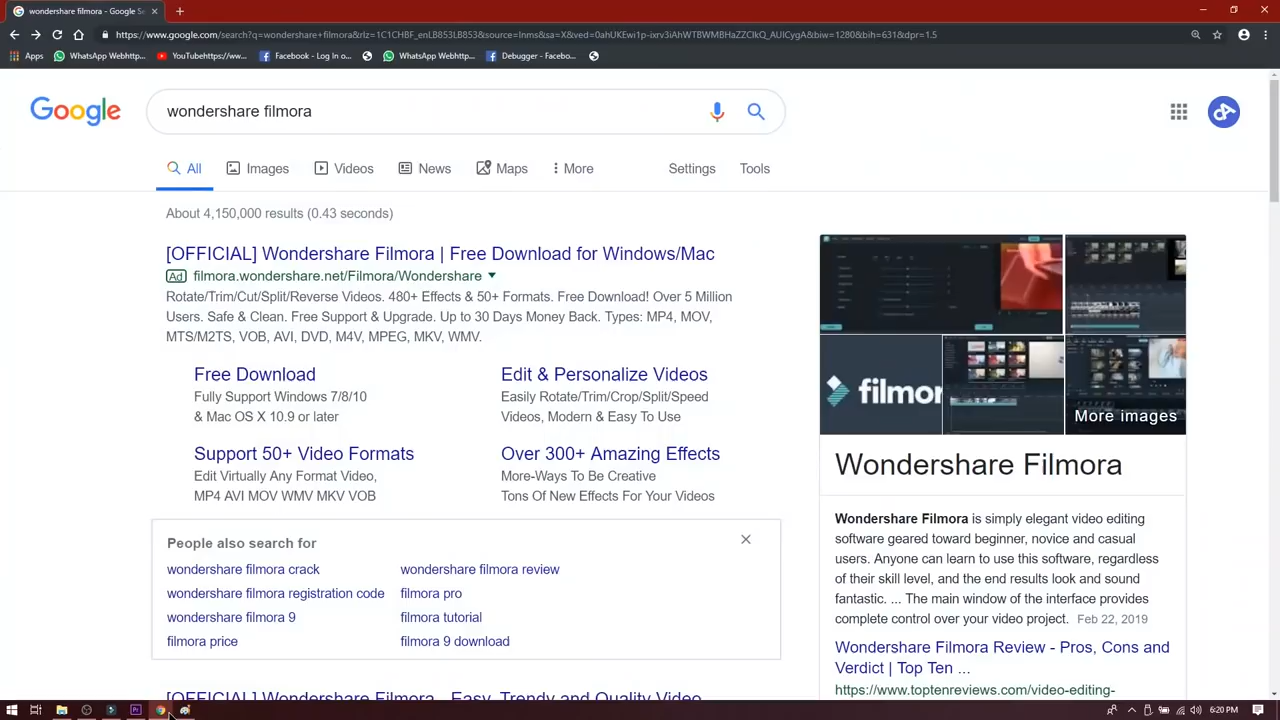 wondershare filmora - Google Se
https://www.google.com/search?q=wondershare+filmora&rlz=1C1CHBF_enLB853LB853&source=lnms&sa=X&ved=0ahUKEwi1p-ixrv3iAhWTBWMBHaZZClkQ_AUICygA&biw=1280&bih=631&dpr=1.5
Apps
WhatsApp Webhttp...
YouTubehttps://ww...
Facebook - Log In o...
WhatsApp Webhttp...
Debugger - Facebo...
Google
wondershare filmora
All
Images
Videos
News
Maps
More
Settings
Tools
About 4,150,000 results (0.43 seconds)
[OFFICIAL] Wondershare Filmora | Free Download for Windows/Mac
Ad filmora.wondershare.net/Filmora/Wondershare
Rotate/Trim/Cut/Split/Reverse Videos. 480+ Effects & 50+ Formats. Free Download! Over 5 Million
Users. Safe & Clean. Free Support & Upgrade. Up to 30 Days Money Back. Types: MP4, MOV,
MTS/M2TS, VOB, AVI, DVD, M4V, MPEG, MKV, WMV.
Free Download
Fully Support Windows 7/8/10
& Mac OS X 10.9 or later
Edit & Personalize Videos
Easily Rotate/Trim/Crop/Split/Speed
Videos, Modern & Easy To Use
Support 50+ Video Formats
Edit Virtually Any Format Video,
MP4 AVI MOV WMV MKV VOB
Over 300+ Amazing Effects
More-Ways To Be Creative
Tons Of New Effects For Your Videos
People also search for
wondershare filmora crack
wondershare filmora review
wondershare filmora registration code
filmora pro
wondershare filmora 9
filmora tutorial
filmora price
filmora 9 download
[OFFICIAL] Wondershare Filmora - Easy, Trendy and Quality Video
filmor
More images
Wondershare Filmora
Wondershare Filmora is simply elegant video editing
software geared toward beginner, novice and casual
users. Anyone can learn to use this software, regardless
of their skill level, and the end results look and sound
fantastic. ... The main window of the interface provides
complete control over your video project. Feb 22, 2019
Wondershare Filmora Review - Pros, Cons and
Verdict | Top Ten ...
https://www.toptenreviews.com/video-editing-
6:20 PM